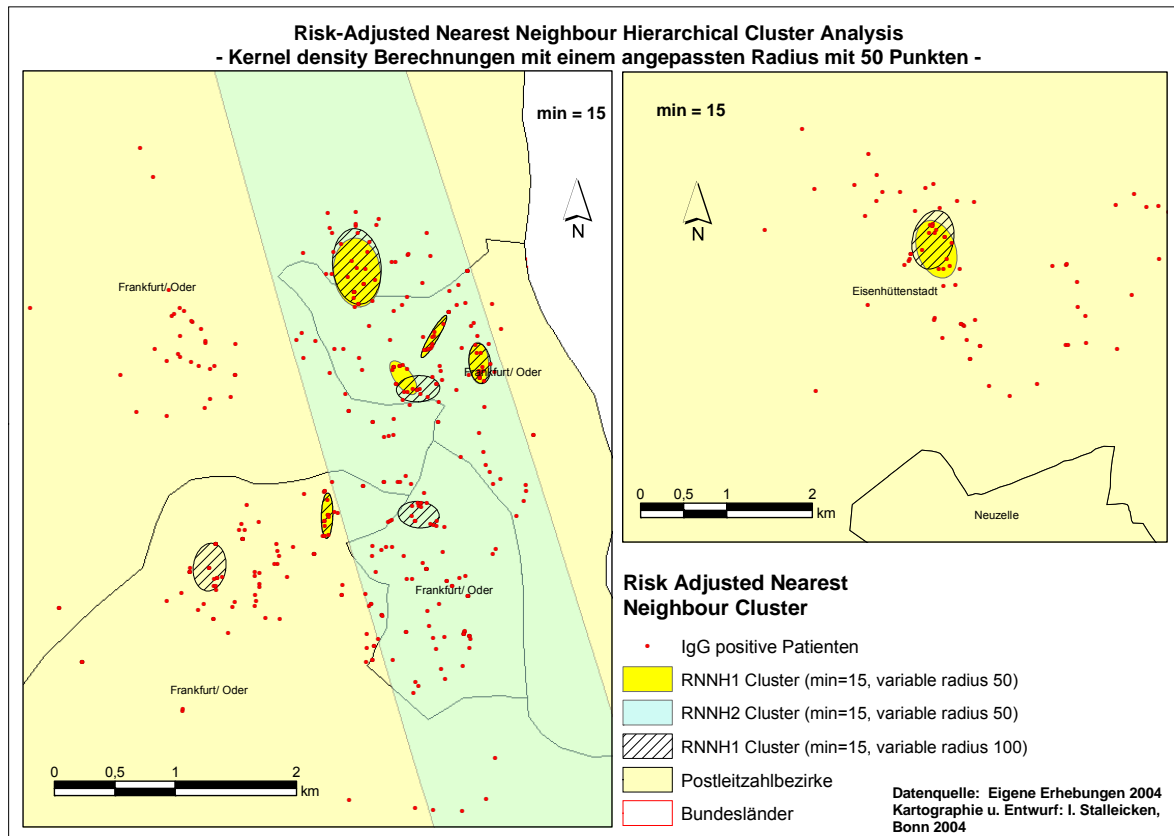 Risk-Adjusted Nearest Neighbour Hierarchical Cluster Analysis
- Kernel density Berechnungen mit einem angepassten Radius mit 50 Punkten -
min = 15
N
Frankfurt/ Oder
Frankfurt/ Oder
Frankfurt/ Oder
Frankfurt/ Oder
0 0,5 1 2
km
min = 15
N
Eisenhüttenstadt
0 0,5 1 2
km
Neuzelle
Risk Adjusted Nearest
Neighbour Cluster
IgG positive Patienten
RNNH1 Cluster (min=15, variable radius 50)
RNNH2 Cluster (min=15, variable radius 50)
RNNH1 Cluster (min=15, variable radius 100)
Postleitzahlbezirke
Bundesländer
Datenquelle: Eigene Erhebungen 2004
Kartographie u. Entwurf: I. Stalleicken,
Bonn 2004